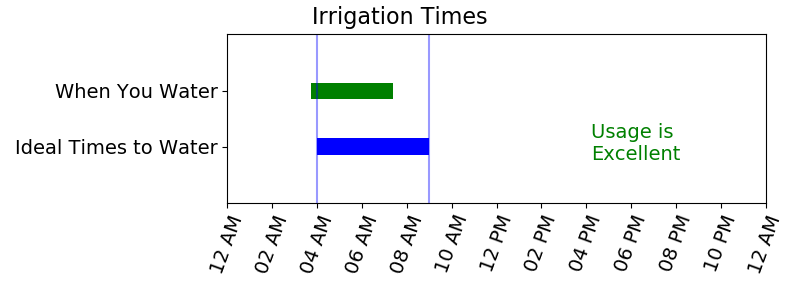 Irrigation Times
When You Water
Ideal Times to Water
Usage is
Excellent
12 AM
02 AM
04 AM
06 AM
08 AM
10 AM
12 PM
02 PM
04 PM
06 PM
08 PM
10 PM
12 AM